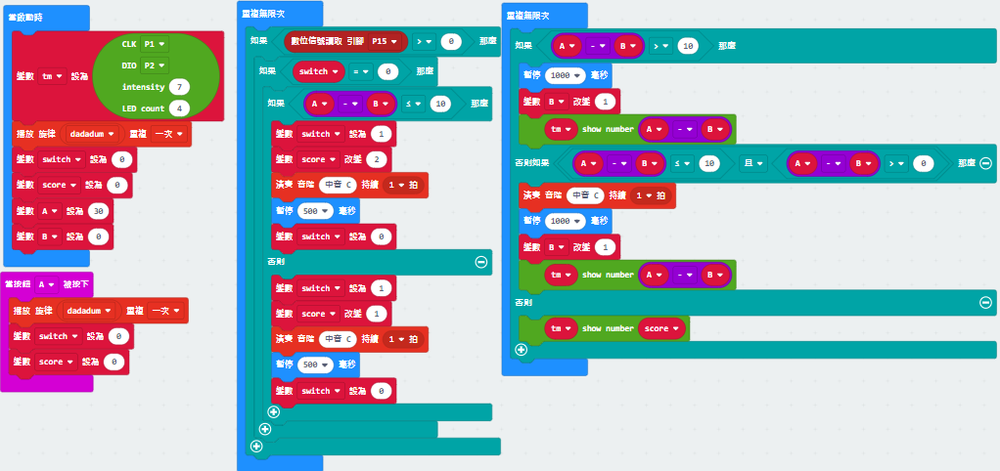 當啟動時
變數 tm 設為
CLK P1
DIO P2
intensity 7
LED count 4
播放 旋律 dadadum 重複 一次
變數 switch 設為 0
變數 score 設為 0
變數 A 設為 30
變數 B 設為 0
當按鈕 A 被按下
播放 旋律 dadadum 重複 一次
變數 switch 設為 0
變數 score 設為 0
重複無限次
如果 數位信號讀取 引腳 P15 > 0 那麼
如果 switch = 0 那麼
如果 A - B ≤ 10 那麼
變數 switch 設為 1
變數 score 改變 2
演奏 音階 中音 C 持續 1 拍
暫停 500 毫秒
變數 switch 設為 0
否則
變數 switch 設為 1
變數 score 改變 1
演奏 音階 中音 C 持續 1 拍
暫停 500 毫秒
變數 switch 設為 0
重複無限次
如果 A - B > 10 那麼
暫停 1000 毫秒
變數 B 改變 1
tm show number A - B
否則如果 A - B ≤ 10 且 A - B > 0 那麼
演奏 音階 中音 C 持續 1 拍
暫停 1000 毫秒
變數 B 改變 1
tm show number A - B
否則
tm show number score